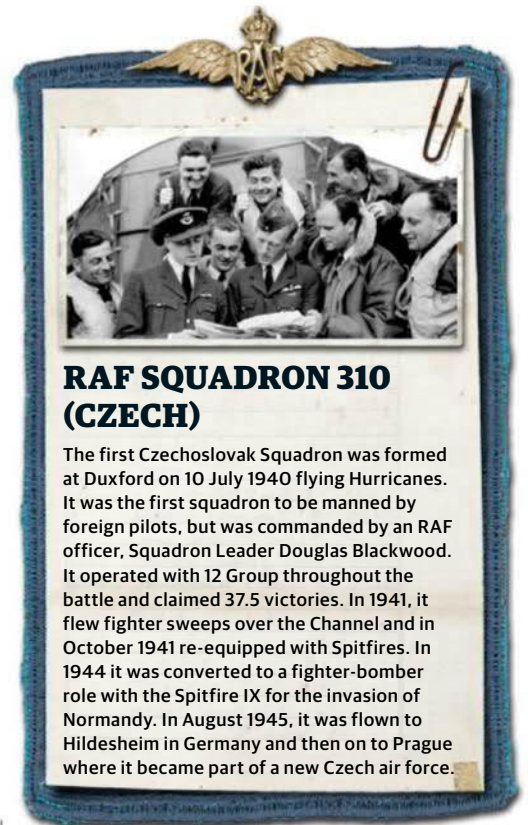 RAF
RAF SQUADRON 310
(CZECH)
The first Czechoslovak Squadron was formed
at Duxford on 10 July 1940 flying Hurricanes.
It was the first squadron to be manned by
foreign pilots, but was commanded by an RAF
officer, Squadron Leader Douglas Blackwood.
It operated with 12 Group throughout the
battle and claimed 37.5 victories. In 1941, it
flew fighter sweeps over the Channel and in
October 1941 re-equipped with Spitfires. In
1944 it was converted to a fighter-bomber
role with the Spitfire IX for the invasion of
Normandy. In August 1945, it was flown to
Hildesheim in Germany and then on to Prague
where it became part of a new Czech air force.